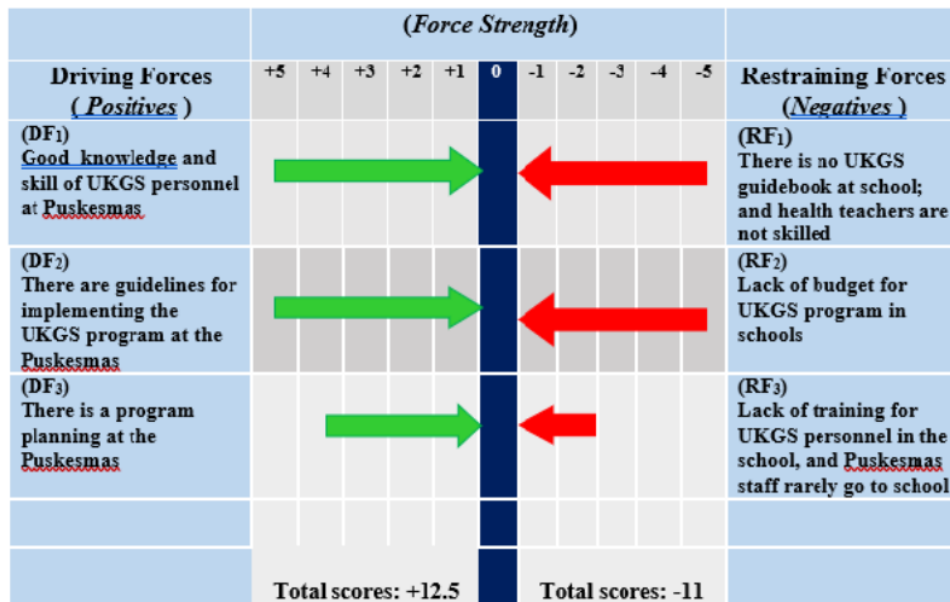 (Force Strength)
Driving Forces
( Positives )
+5 +4 +3 +2 +1 0 -1 -2 -3 -4 -5
Restraining Forces
(Negatives )
(DF₁)
Good knowledge and
skill of UKGS personnel
at Puskesmas
(RF₁)
There is no UKGS
guidebook at school;
and health teachers are
not skilled
(DF₂)
There are guidelines for
implementing the
UKGS program at the
Puskesmas
(RF₂)
Lack of budget for
UKGS program in
schools
(DF₃)
There is a program
planning at the
Puskesmas
(RF₃)
Lack of training for
UKGS personnel in the
school, and Puskesmas
staff rarely go to school
Total scores: +12.5
Total scores: -11